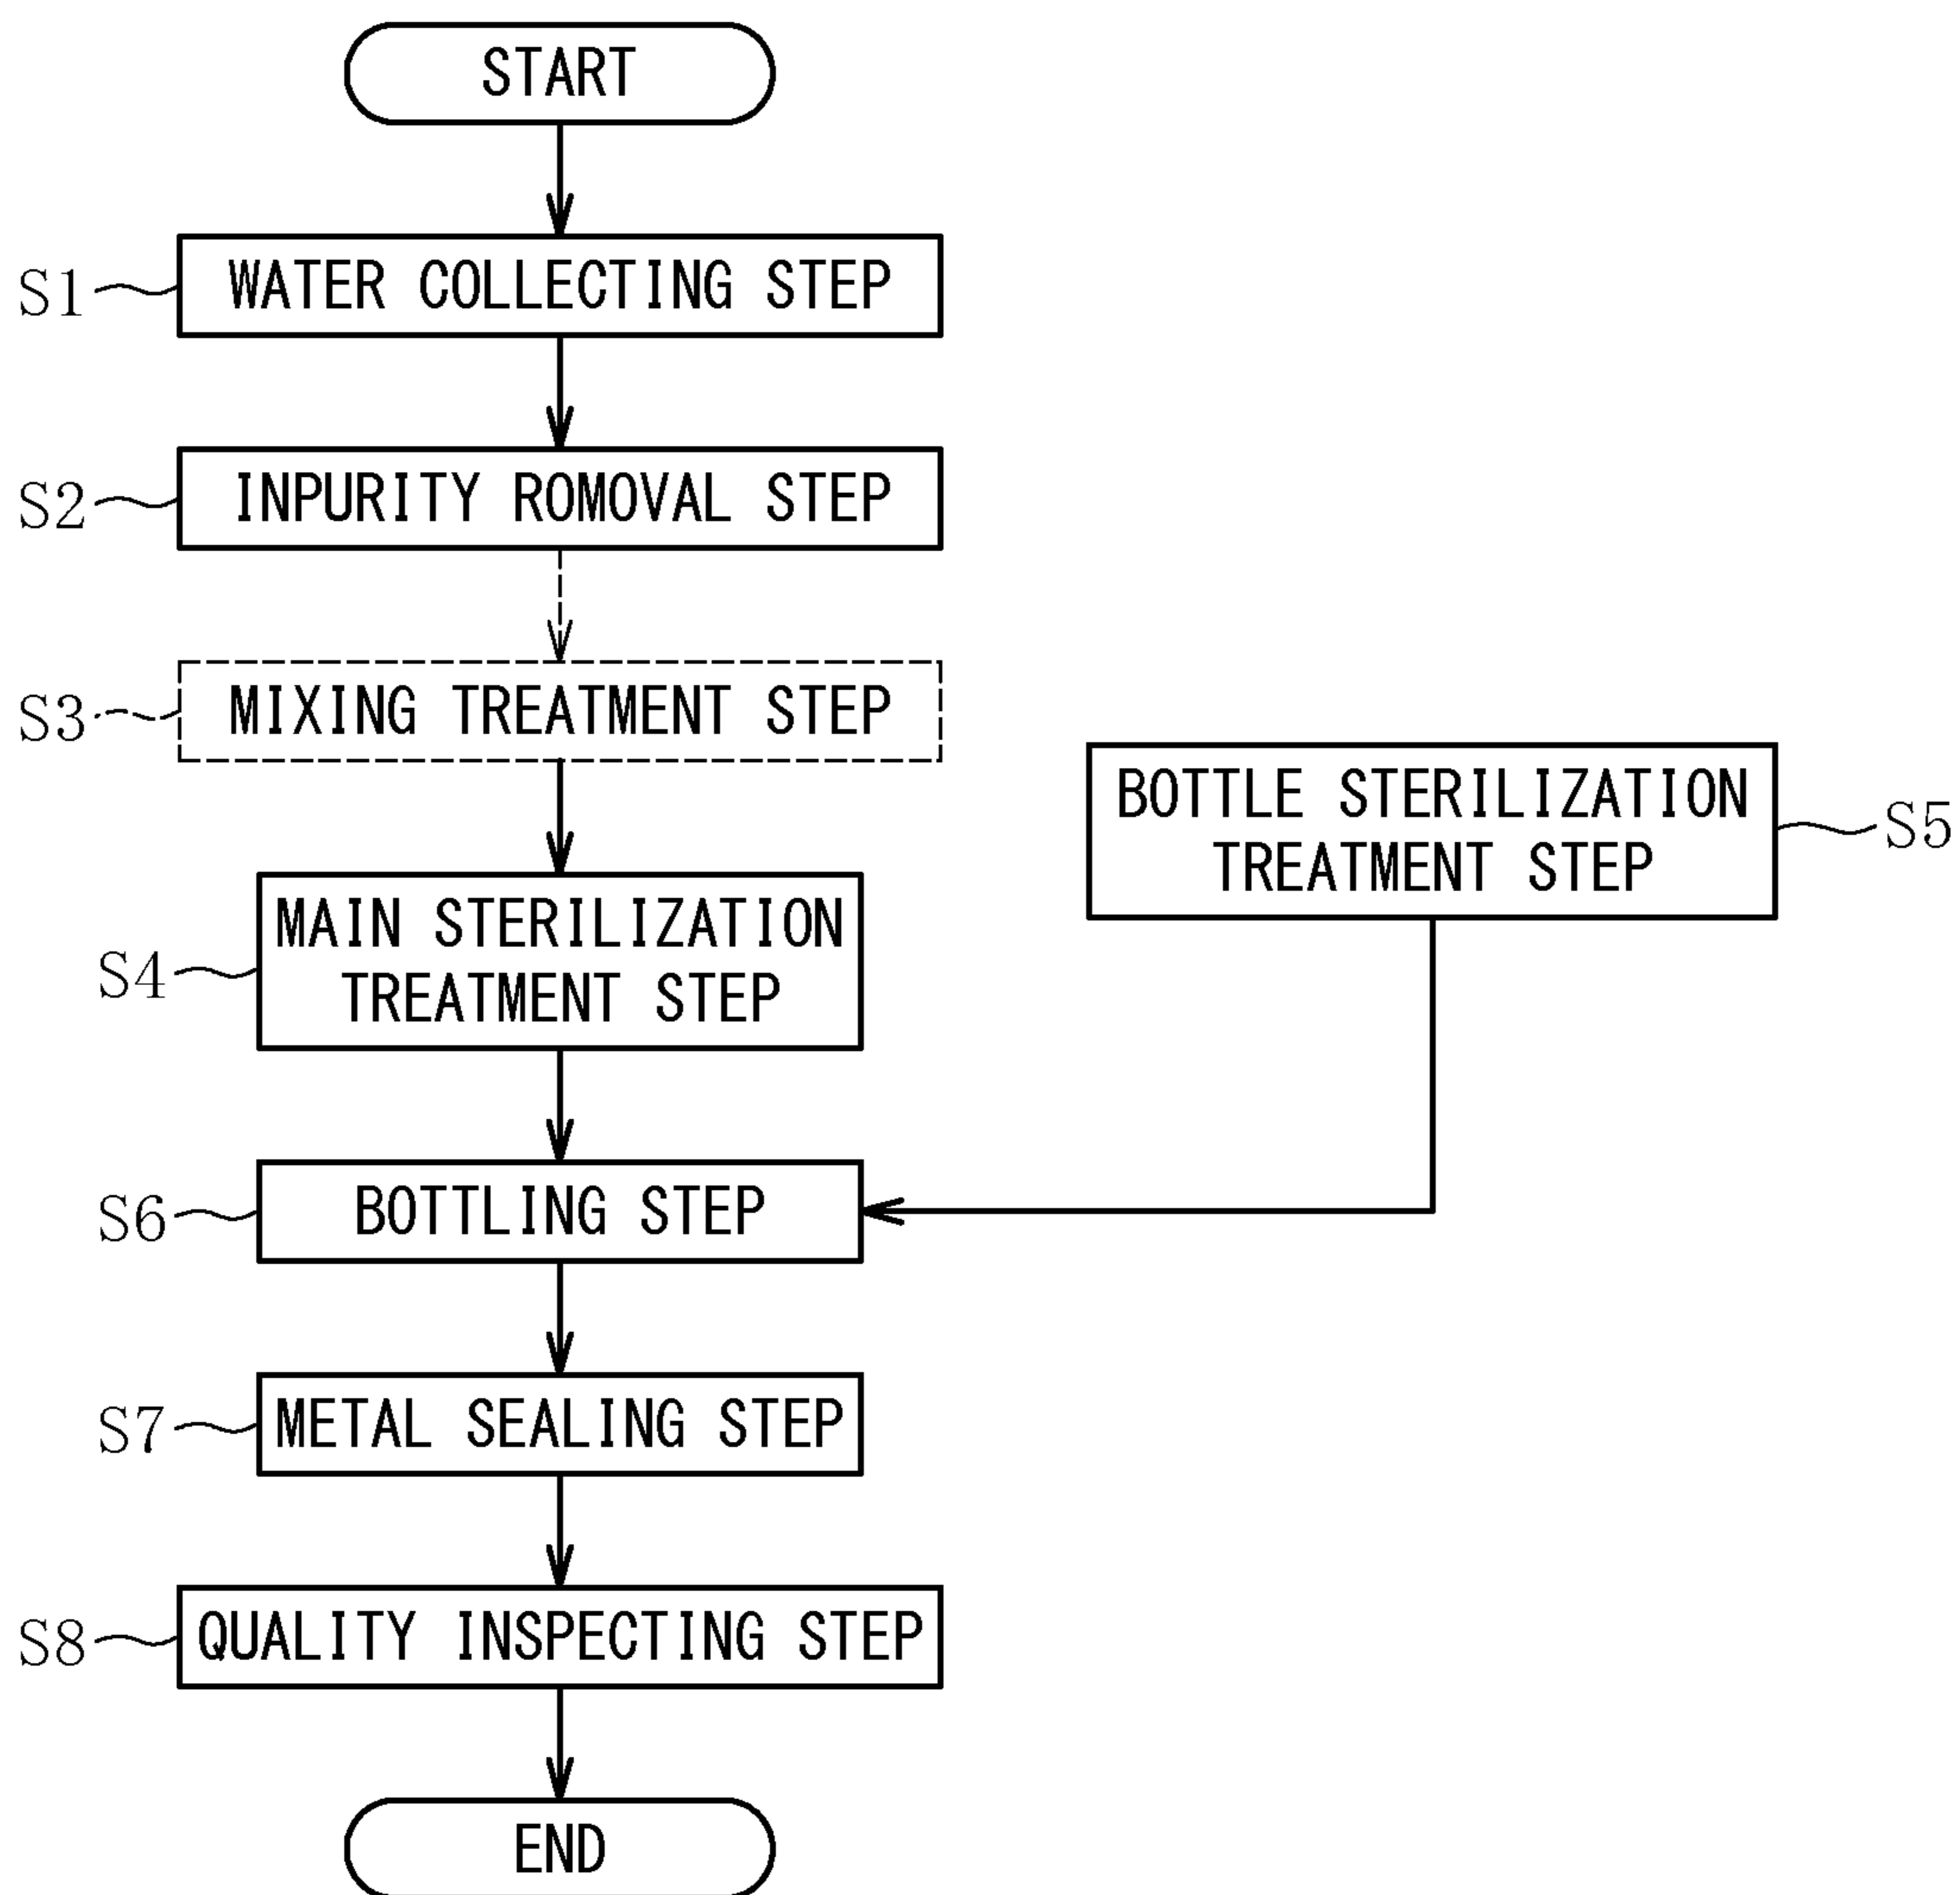 START
S1
WATER COLLECTING STEP
S2
INPURITY ROMOVAL STEP
S3
MIXING TREATMENT STEP
BOTTLE STERILIZATION
TREATMENT STEP
S5
S4
MAIN STERILIZATION
TREATMENT STEP
S6
BOTTLING STEP
S7
METAL SEALING STEP
S8
QUALITY INSPECTING STEP
END